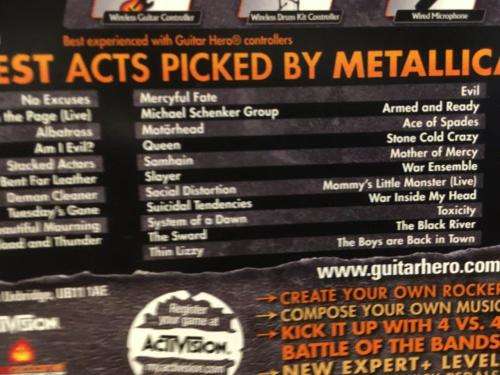 Wireless Guitar Controller
Wireless Drum Kit Controller
Wired Microphone
Best experienced with Guitar Hero® controllers
EST ACTS PICKED BY METALLICA
No Excuses Mercyful Fate Evil
the Page (Live) Michael Schenker Group Armed and Ready
Albatross Motörhead Ace of Spades
Am I Evil? Queen Stone Cold Crazy
Stacked Actors Samhain Mother of Mercy
Bent For Leather Slayer War Ensemble
Demon Cleaner Social Distortion Mommy's Little Monster (Live)
Tuesday's Gone Suicidal Tendencies War Inside My Head
autiful Mourning System of a Down Toxicity
lood and Thunder The Sword The Black River
Thin Lizzy The Boys are Back in Town
www.guitarhero.com
Uxbridge, UB11 1AE
TIVISION
Register
your game at
ACTIVISION
myactivision.com
→ CREATE YOUR OWN ROCKER
→ COMPOSE YOUR OWN MUSIC
→ KICK IT UP WITH 4 VS. 4
BATTLE OF THE BANDS
→ NEW EXPERT+ LEVEL